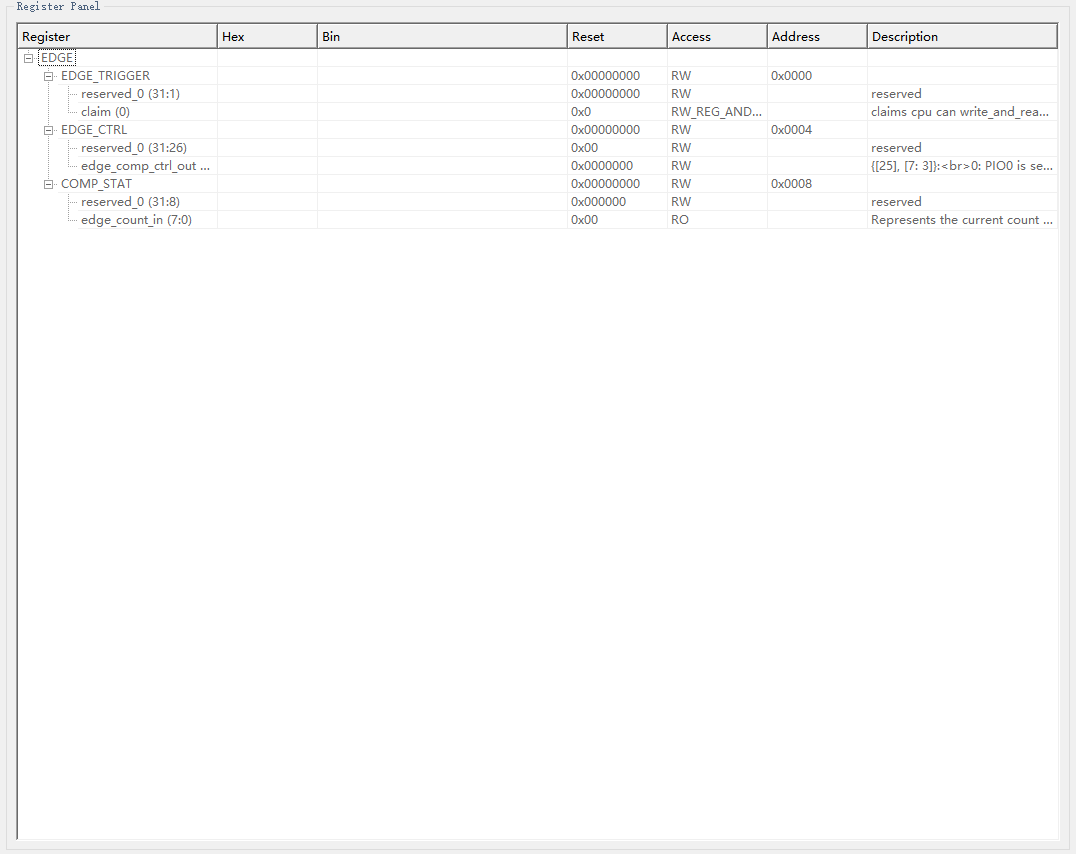 Register Panel
Register Hex Bin Reset Access Address Description
EDGE
EDGE_TRIGGER 0x00000000 RW 0x0000
reserved_0 (31:1) 0x00000000 RW reserved
claim (0) 0x0 RW_REG_AND... claims cpu can write_and_rea...
EDGE_CTRL 0x00000000 RW 0x0004
reserved_0 (31:26) 0x00 RW reserved
edge_comp_ctrl_out ... 0x0000000 RW {[25], [7: 3]}:<br>0: PIO0 is se...
COMP_STAT 0x00000000 RW 0x0008
reserved_0 (31:8) 0x000000 RW reserved
edge_count_in (7:0) 0x00 RO Represents the current count ...